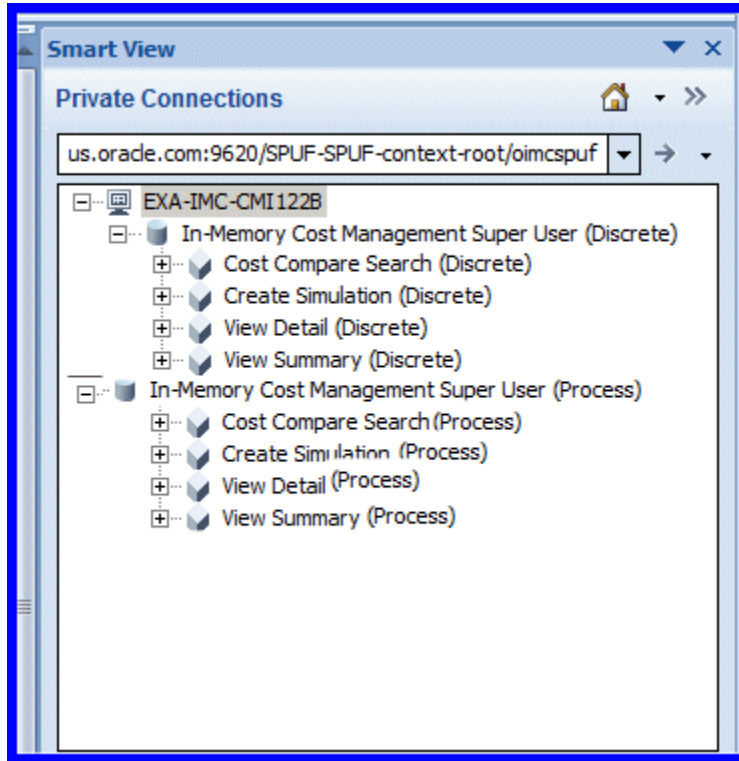 Smart View
Private Connections
us.oracle.com:9620/SPUF-SPUF-context-root/oimcspuf
EXA-IMC-CMI122B
In-Memory Cost Management Super User (Discrete)
Cost Compare Search (Discrete)
Create Simulation (Discrete)
View Detail (Discrete)
View Summary (Discrete)
In-Memory Cost Management Super User (Process)
Cost Compare Search (Process)
Create Simulation (Process)
View Detail (Process)
View Summary (Process)